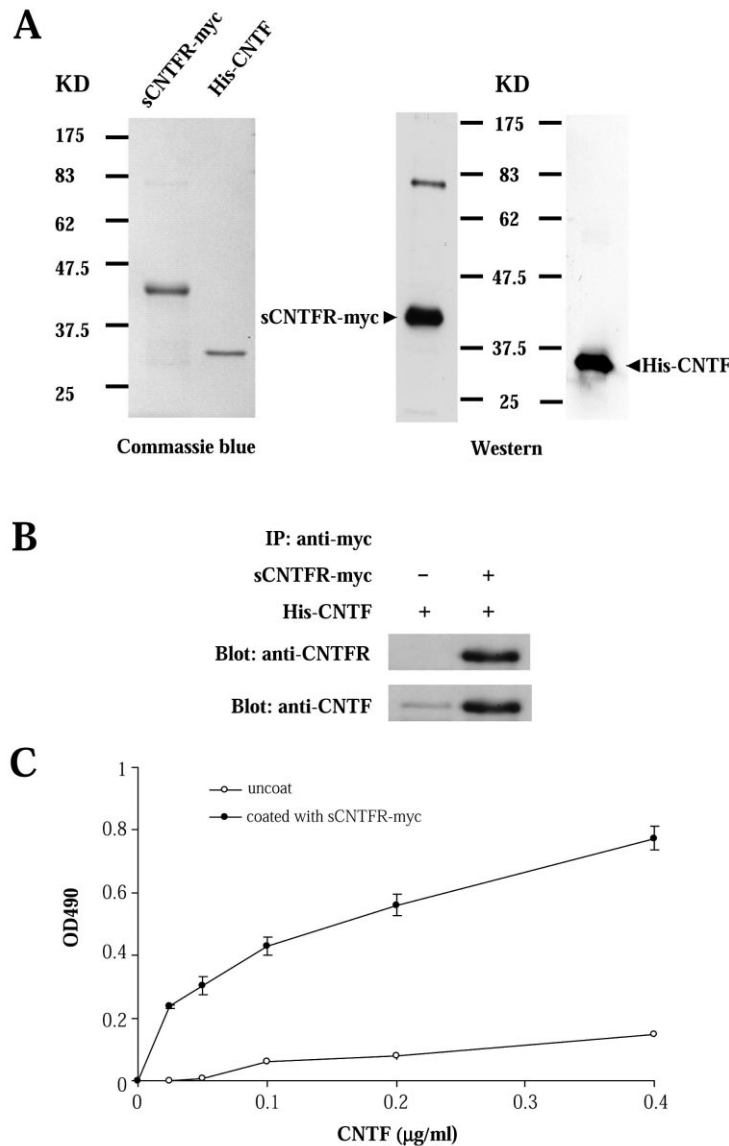 A
KD
sCNTFR-myc
His-CNTF
175
83
62
47.5
37.5
25
Commassie blue
KD
175
83
62
47.5
37.5
25
sCNTFR-myc
His-CNTF
Western
B
IP: anti-myc
sCNTFR-myc – +
His-CNTF + +
Blot: anti-CNTFR
Blot: anti-CNTF
C
1
0.8
0.6
0.4
0.2
0
OD490
uncoat
coated with sCNTFR-myc
0 0.1 0.2 0.3 0.4
CNTF (µg/ml)